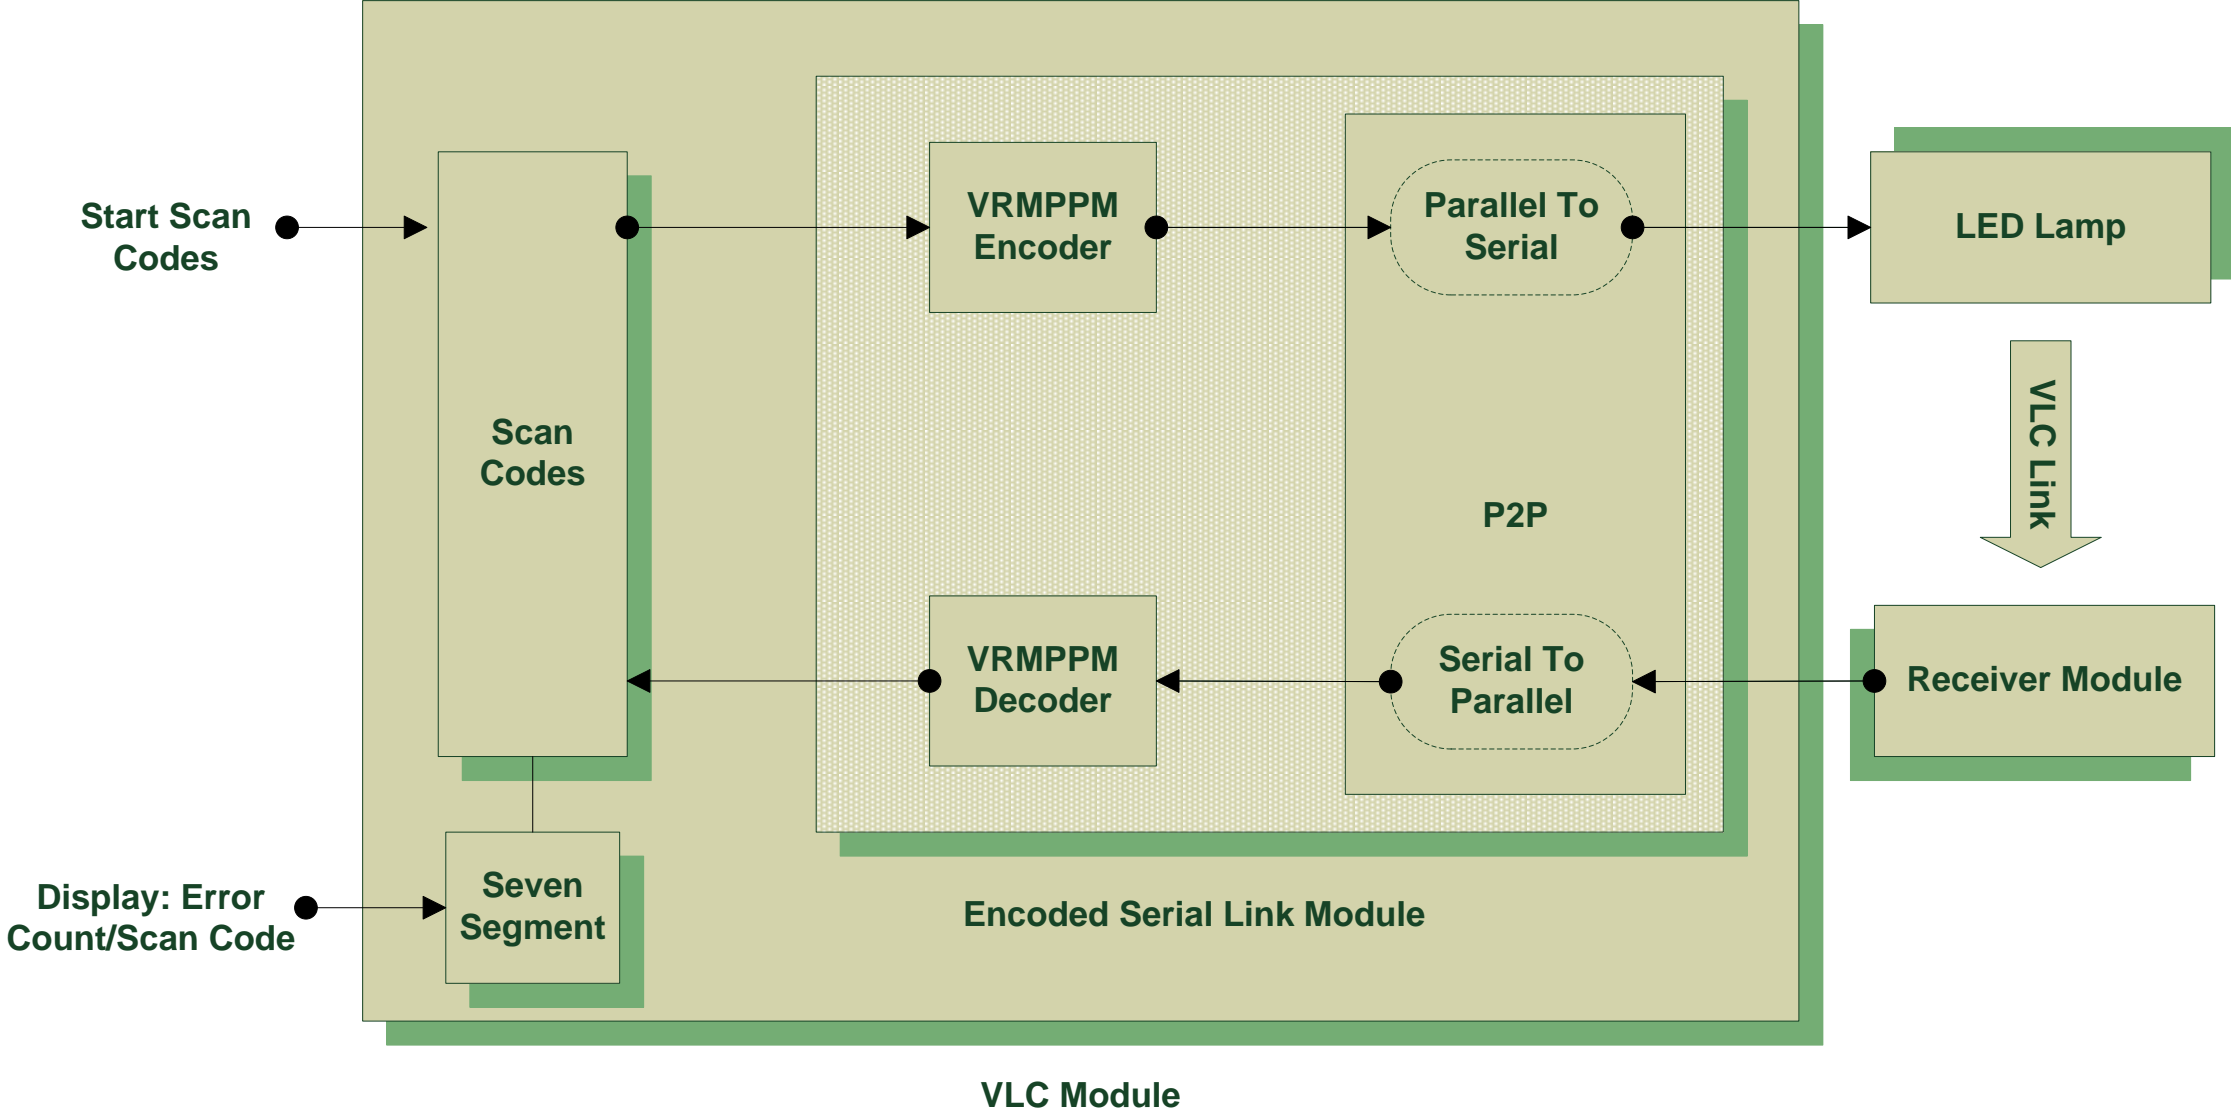 Start Scan
Codes
VRMPPM
Encoder
Parallel To
Serial
LED Lamp
VLC Link
Scan
Codes
P2P
VRMPPM
Decoder
Serial To
Parallel
Receiver Module
Display: Error
Count/Scan Code
Seven
Segment
Encoded Serial Link Module
VLC Module